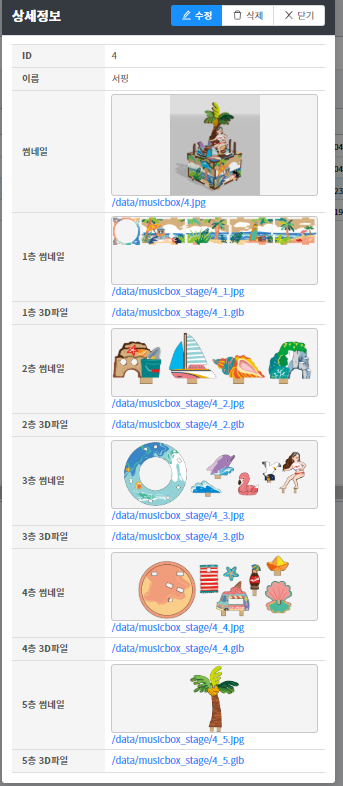 상세정보
수정
삭제
닫기
ID
4
이름
서핑
썸네일
/data/musicbox/4.jpg
1층 썸네일
/data/musicbox_stage/4_1.jpg
1층 3D파일
/data/musicbox_stage/4_1.glb
2층 썸네일
/data/musicbox_stage/4_2.jpg
2층 3D파일
/data/musicbox_stage/4_2.glb
3층 썸네일
/data/musicbox_stage/4_3.jpg
3층 3D파일
/data/musicbox_stage/4_3.glb
4층 썸네일
/data/musicbox_stage/4_4.jpg
4층 3D파일
/data/musicbox_stage/4_4.glb
5층 썸네일
/data/musicbox_stage/4_5.jpg
5층 3D파일
/data/musicbox_stage/4_5.glb
04
04
23
19